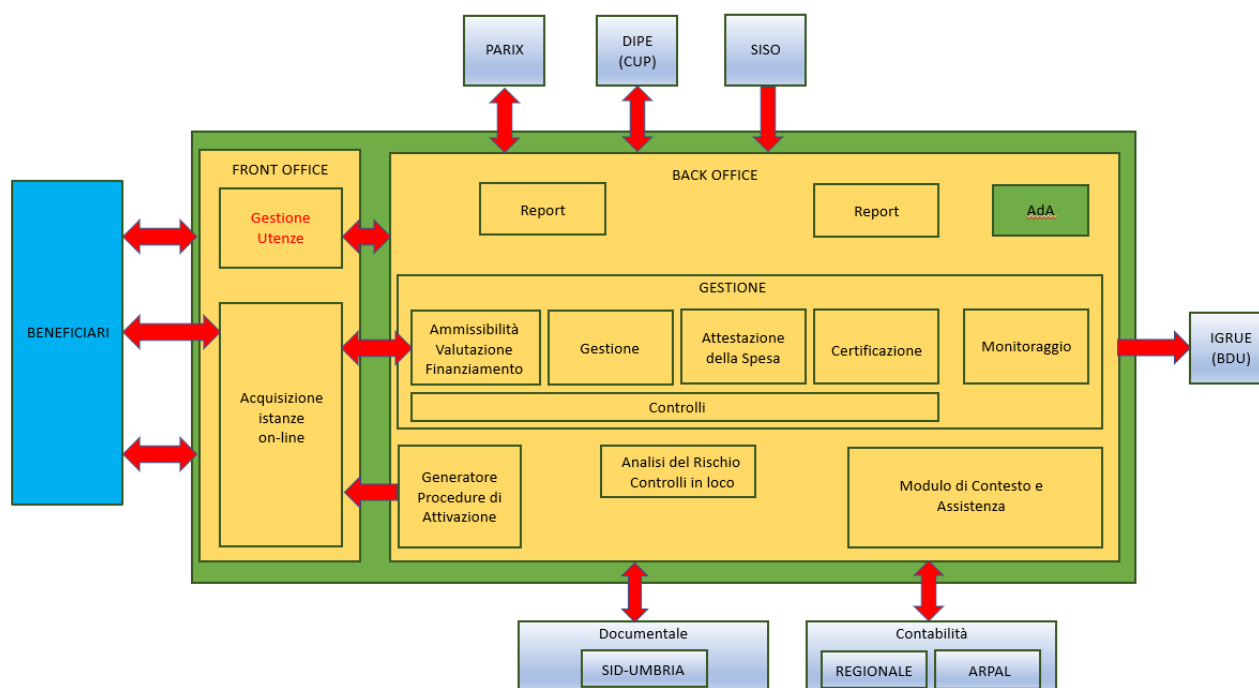 PARIX
DIPE
(CUP)
SISO
FRONT OFFICE
BACK OFFICE
Gestione
Utenze
Report
Report
AdA
BENEFICIARI
GESTIONE
Ammissibilità
Valutazione
Finanziamento
Gestione
Attestazione
della Spesa
Certificazione
Monitoraggio
IGRUE
(BDU)
Controlli
Acquisizione
istanze
on-line
Generatore
Procedure di
Attivazione
Analisi del Rischio
Controlli in loco
Modulo di Contesto e
Assistenza
Documentale
SID-UMBRIA
Contabilità
REGIONALE
ARPAL